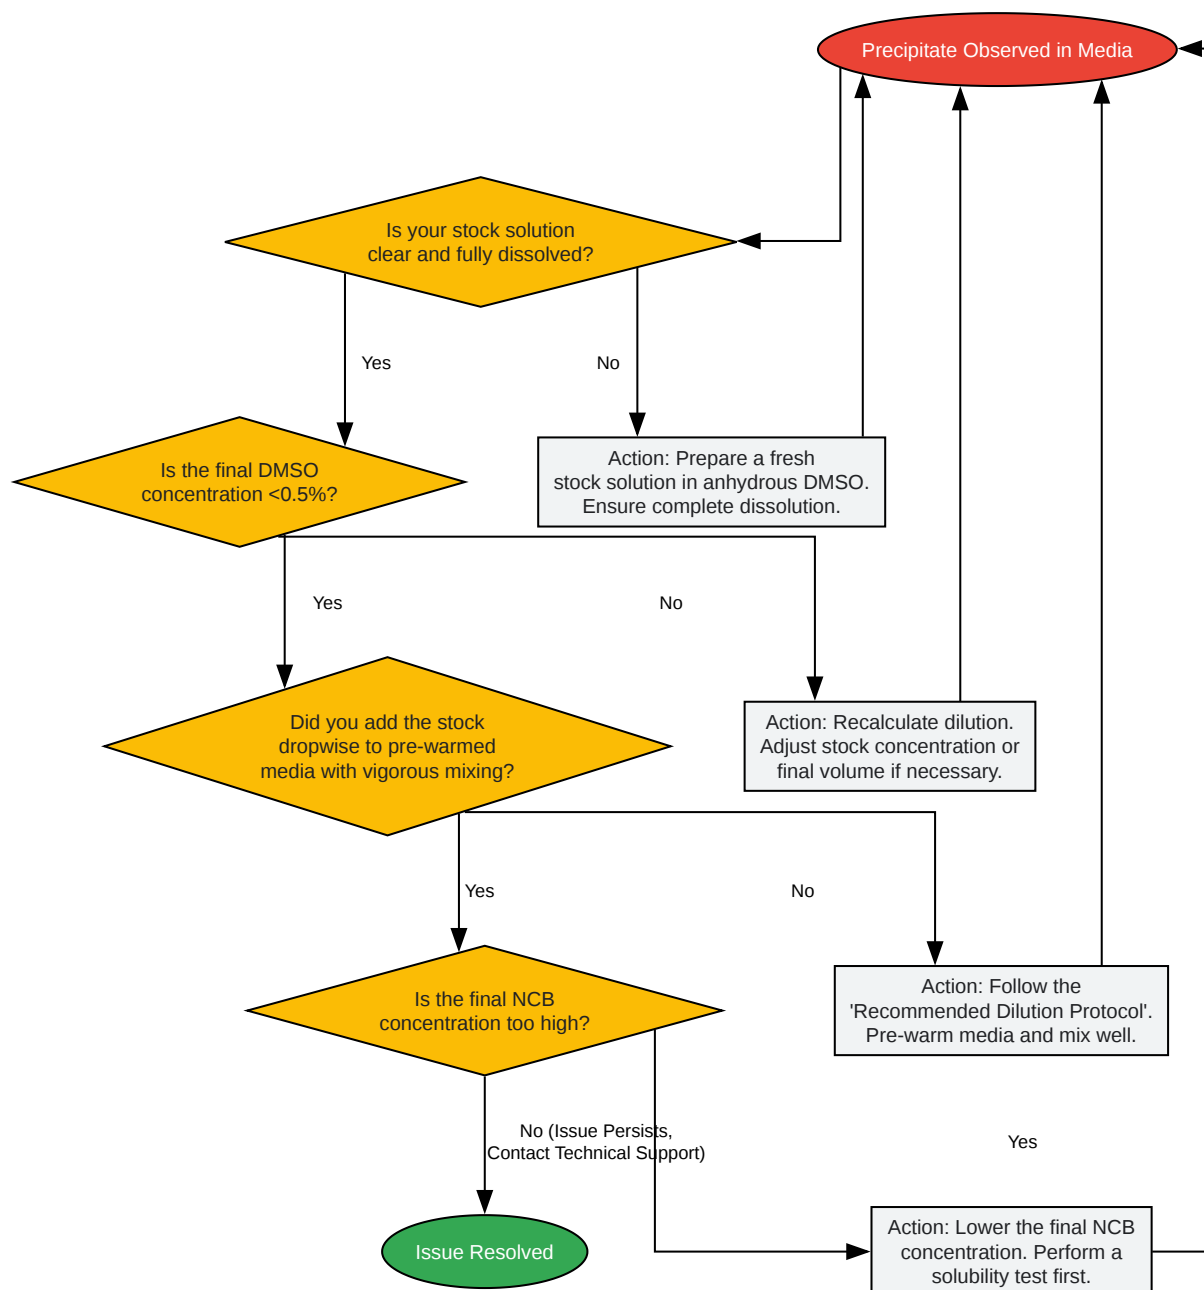 Precipitate Observed in Media
Is your stock solution
clear and fully dissolved?
Yes
No
Is the final DMSO
concentration <0.5%?
Action: Prepare a fresh
stock solution in anhydrous DMSO.
Ensure complete dissolution.
Yes
No
Did you add the stock
dropwise to pre-warmed
media with vigorous mixing?
Action: Recalculate dilution.
Adjust stock concentration or
final volume if necessary.
Yes
No
Is the final NCB
concentration too high?
Action: Follow the
'Recommended Dilution Protocol'.
Pre-warm media and mix well.
No (Issue Persists,
Contact Technical Support)
Yes
Issue Resolved
Action: Lower the final NCB
concentration. Perform a
solubility test first.